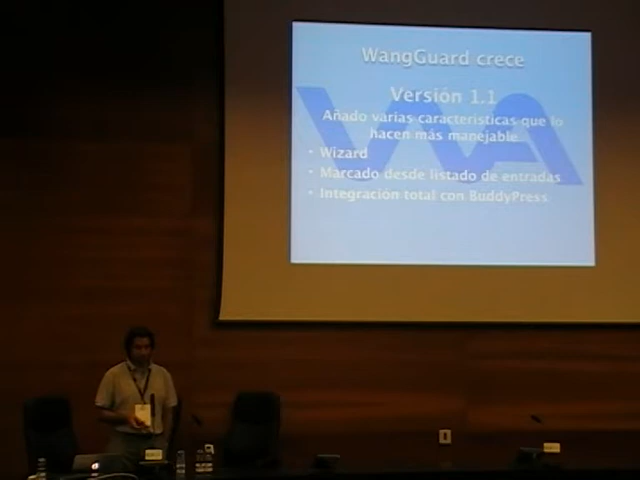 WangGuard crece
Versión 1.1
Añado varias características que lo
hacen más manejable.
• Wizard
• Marcado desde listado de entradas
• Integración total con BuddyPress